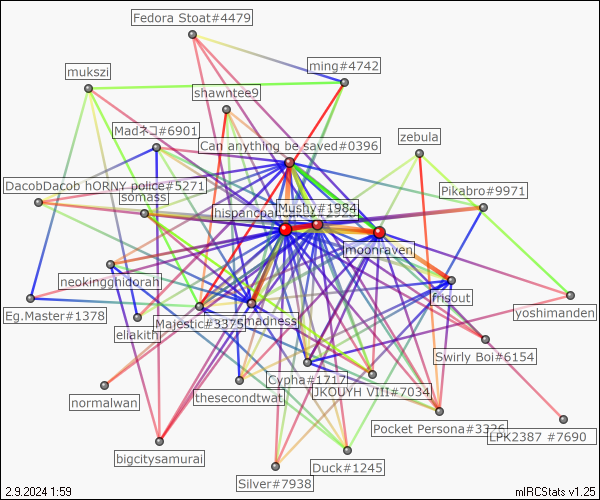 Fedora Stoat#4479
ming#4742
mukszi
shawntee9
Madネコ#6901
zebula
Can anything be saved#0396
DacobDacob hORNY police#5271
somass
Pikabro#9971
Mushy#1984
moonraven
neokingghidorah
frisout
yoshimanden
Eg.Master#1378
eliakith
Majestic#3375
madness
Swirly Boi#6154
Cypha#1717
JKOUYH VIII#7034
normalwan
thesecondtwat
Pocket Persona#3326
LPK2387 #7690
bigcitysamurai
Duck#1245
Silver#7938
2.9.2024 1:59
mIRCStats v1.25